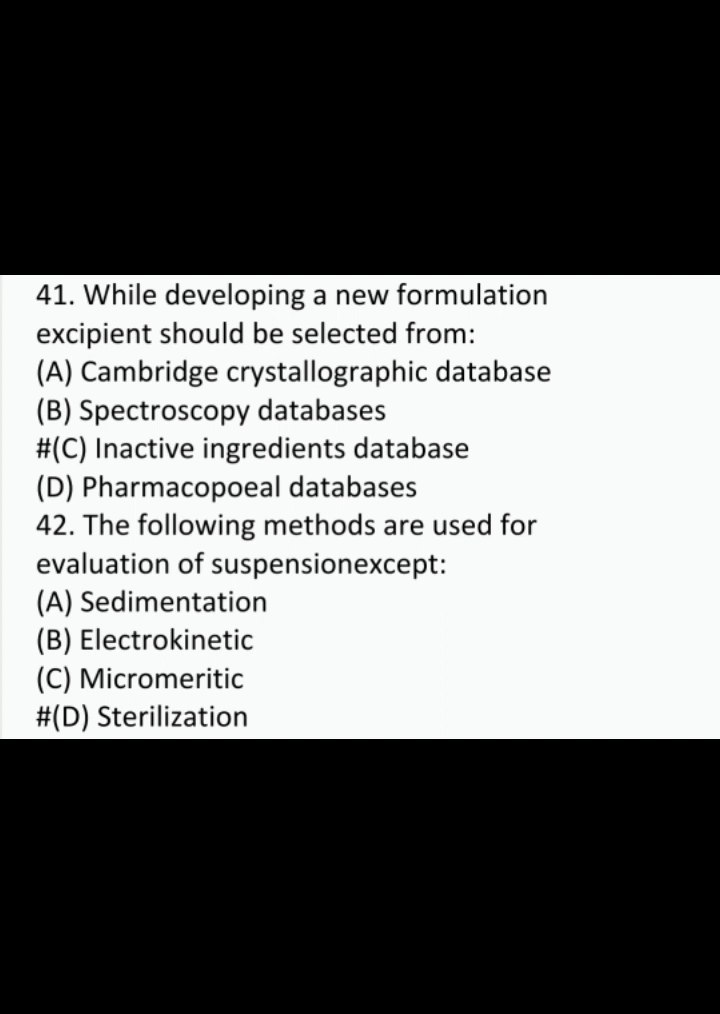 41. While developing a new formulation
excipient should be selected from:
(A) Cambridge crystallographic database
(B) Spectroscopy databases
#(C) Inactive ingredients database
(D) Pharmacopoeal databases
42. The following methods are used for
evaluation of suspensionexcept:
(A) Sedimentation
(B) Electrokinetic
(C) Micromeritic
#(D) Sterilization